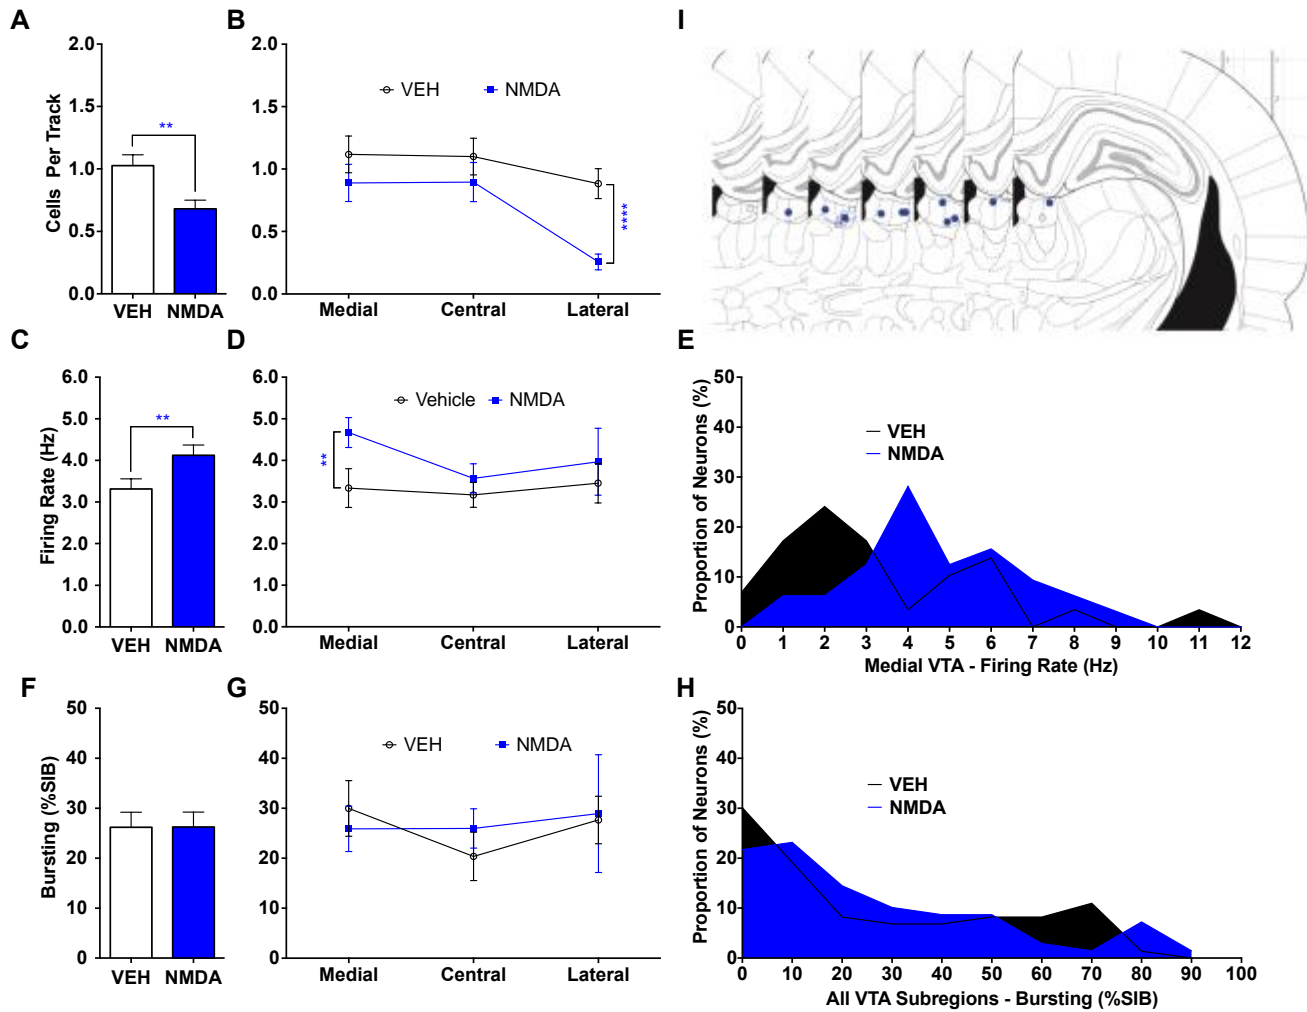 A
2.0
1.5
1.0
0.5
0.0
Cells Per Track
**
VEH NMDA
B
2.0
1.5
1.0
0.5
0.0
VEH NMDA
****
Medial Central Lateral
I
C
6.0
5.0
4.0
3.0
2.0
1.0
0.0
Firing Rate (Hz)
**
VEH NMDA
D
6.0
5.0
4.0
3.0
2.0
1.0
0.0
Vehicle NMDA
**
Medial Central Lateral
E
50
40
30
20
10
0
Proportion of Neurons (%)
VEH
NMDA
0 1 2 3 4 5 6 7 8 9 10 11 12
Medial VTA - Firing Rate (Hz)
F
50
40
30
20
10
0
Bursting (%SIB)
VEH NMDA
G
50
40
30
20
10
0
VEH NMDA
Medial Central Lateral
H
50
40
30
20
10
0
Proportion of Neurons (%)
VEH
NMDA
0 10 20 30 40 50 60 70 80 90 100
All VTA Subregions - Bursting (%SIB)